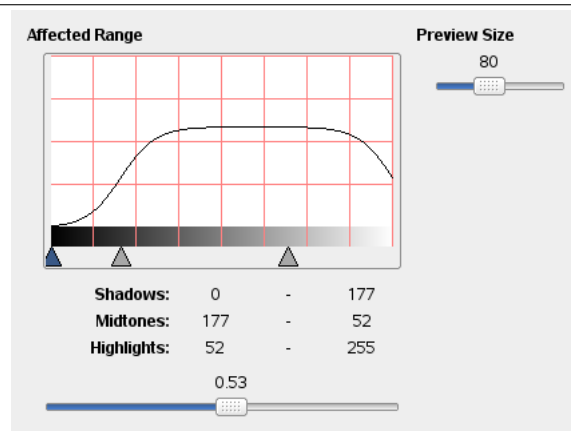 Affected Range
Preview Size
80
Shadows: 0 - 177
Midtones: 177 - 52
Highlights: 52 - 255
0.53